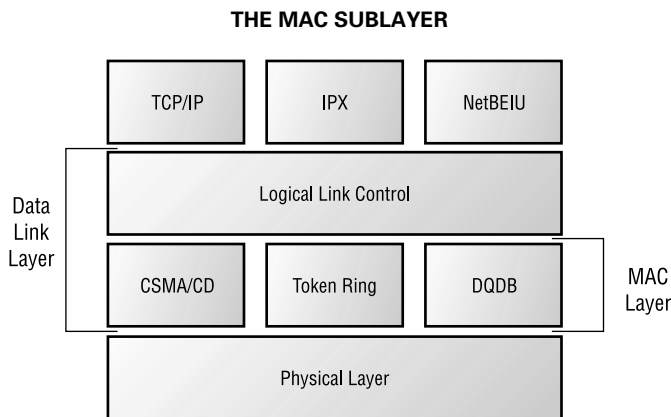 THE MAC SUBLAYER
TCP/IP
IPX
NetBEIU
Data
Link
Layer
Logical Link Control
CSMA/CD
Token Ring
DQDB
MAC
Layer
Physical Layer